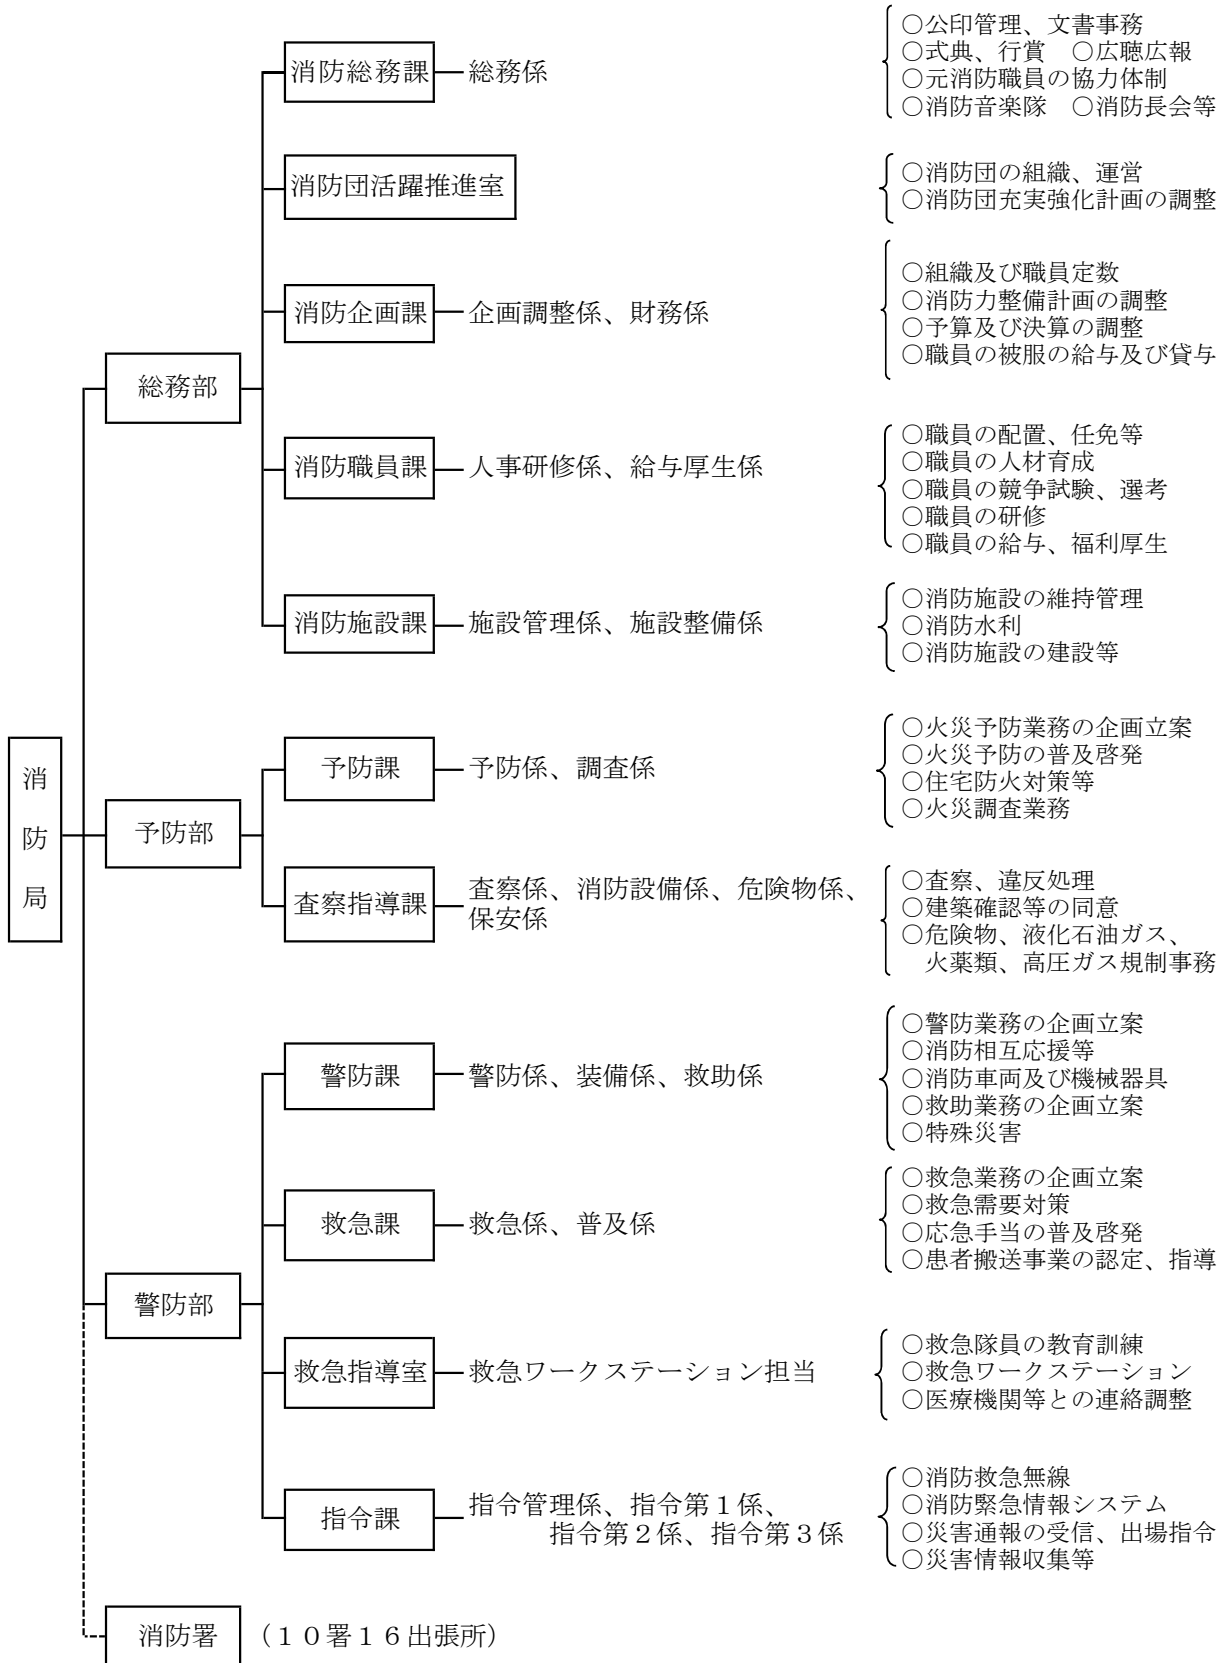 消防局
総務部
消防総務課
総務係
○公印管理、文書事務
○式典、行賞　○広聴広報
○元消防職員の協力体制
○消防音楽隊　○消防長会等
消防団活躍推進室
○消防団の組織、運営
○消防団充実強化計画の調整
消防企画課
企画調整係、財務係
○組織及び職員定数
○消防力整備計画の調整
○予算及び決算の調整
○職員の被服の給与及び貸与
消防職員課
人事研修係、給与厚生係
○職員の配置、任免等
○職員の人材育成
○職員の競争試験、選考
○職員の研修
○職員の給与、福利厚生
消防施設課
施設管理係、施設整備係
○消防施設の維持管理
○消防水利
○消防施設の建設等
予防部
予防課
予防係、調査係
○火災予防業務の企画立案
○火災予防の普及啓発
○住宅防火対策等
○火災調査業務
査察指導課
査察係、消防設備係、危険物係、
保安係
○査察、違反処理
○建築確認等の同意
○危険物、液化石油ガス、
火薬類、高圧ガス規制事務
警防部
警防課
警防係、装備係、救助係
○警防業務の企画立案
○消防相互応援等
○消防車両及び機械器具
○救助業務の企画立案
○特殊災害
救急課
救急係、普及係
○救急業務の企画立案
○救急需要対策
○応急手当の普及啓発
○患者搬送事業の認定、指導
救急指導室
救急ワークステーション担当
○救急隊員の教育訓練
○救急ワークステーション
○医療機関等との連絡調整
指令課
指令管理係、指令第１係、
指令第２係、指令第３係
○消防救急無線
○消防緊急情報システム
○災害通報の受信、出場指令
○災害情報収集等
消防署
（１０署１６出張所）